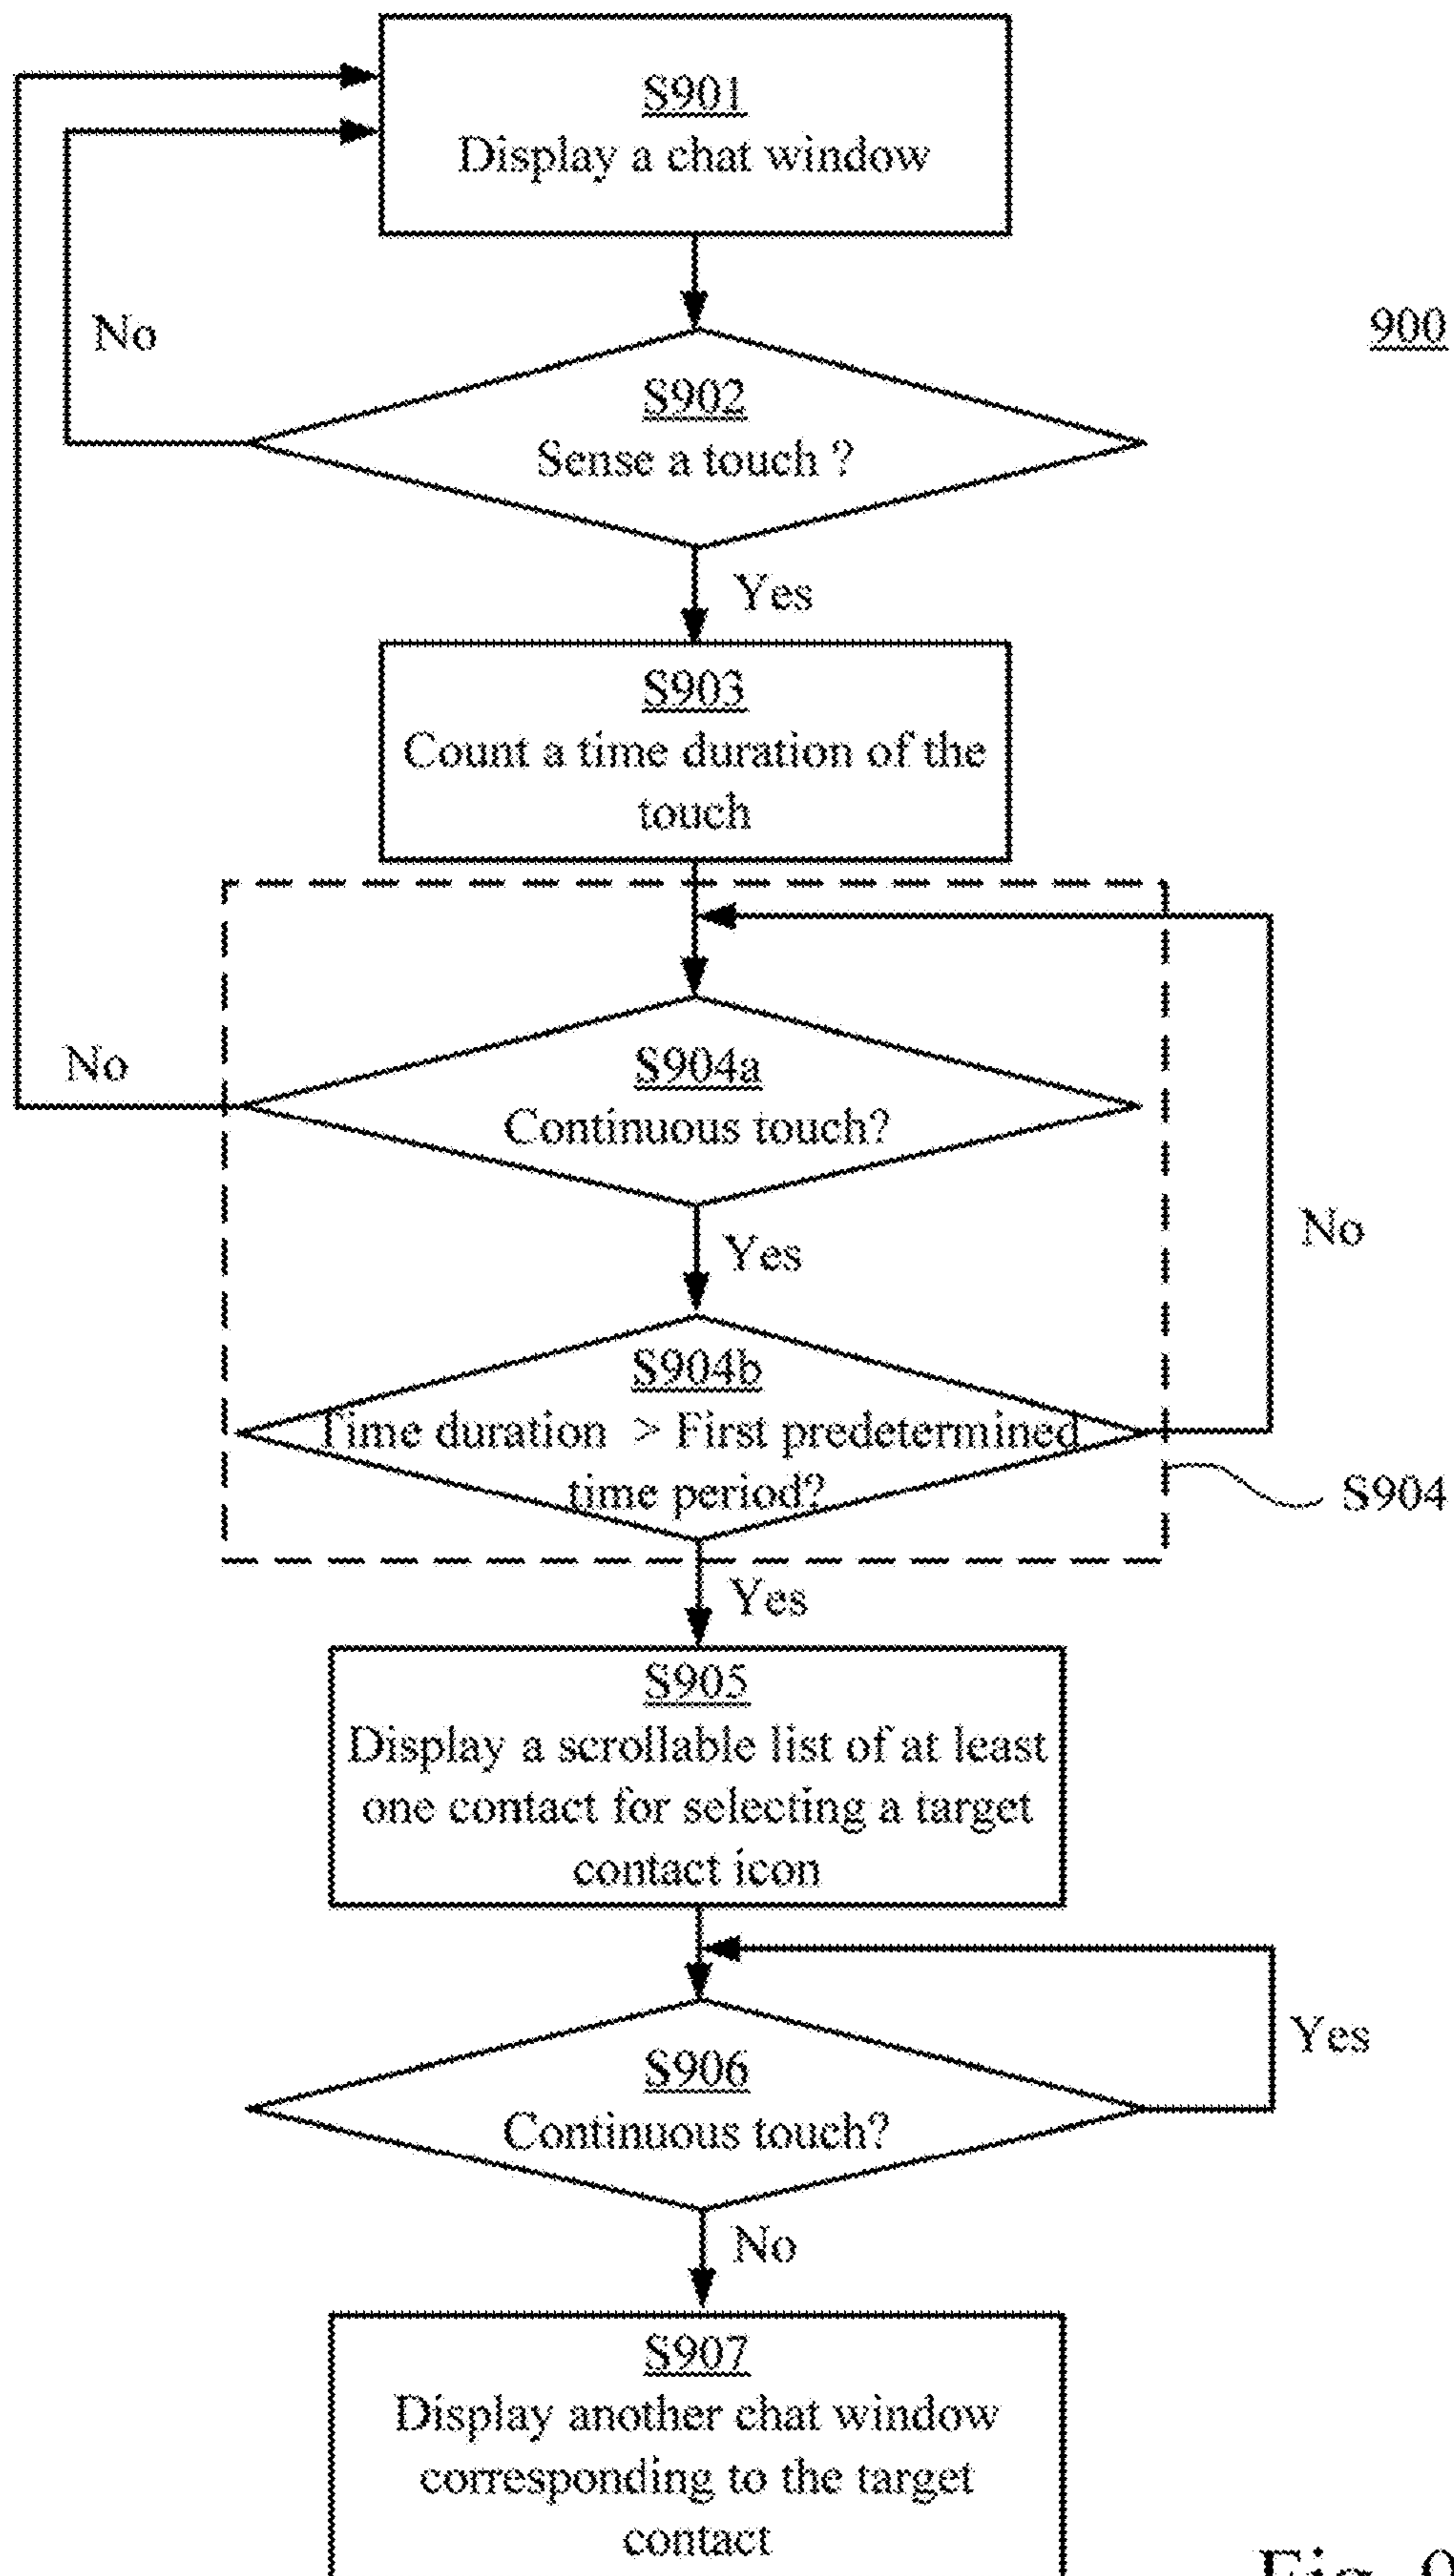 S901
Display a chat window
No
900
S902
Sense a touch ?
Yes
S903
Count a time duration of the
touch
No
S904a
Continuous touch?
Yes
No
S904b
Time duration > First predetermined
time period?
S904
Yes
S905
Display a scrollable list of at least
one contact for selecting a target
contact icon
Yes
S906
Continuous touch?
No
S907
Display another chat window
corresponding to the target
contact
Fig. 9